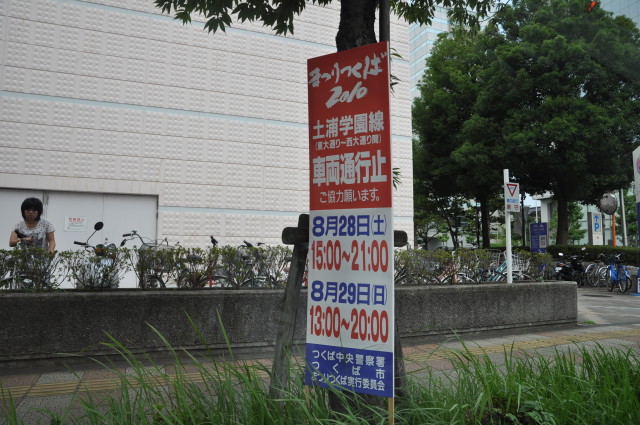 まつりつくば
2010
土浦学園線
(東大通り〜西大通り間)
車両通行止
ご協力願います。
8月28日(土)
15:00〜21:00
8月29日(日)
13:00〜20:00
つくば中央警察署
つくば市
まつりつくば実行委員会
P